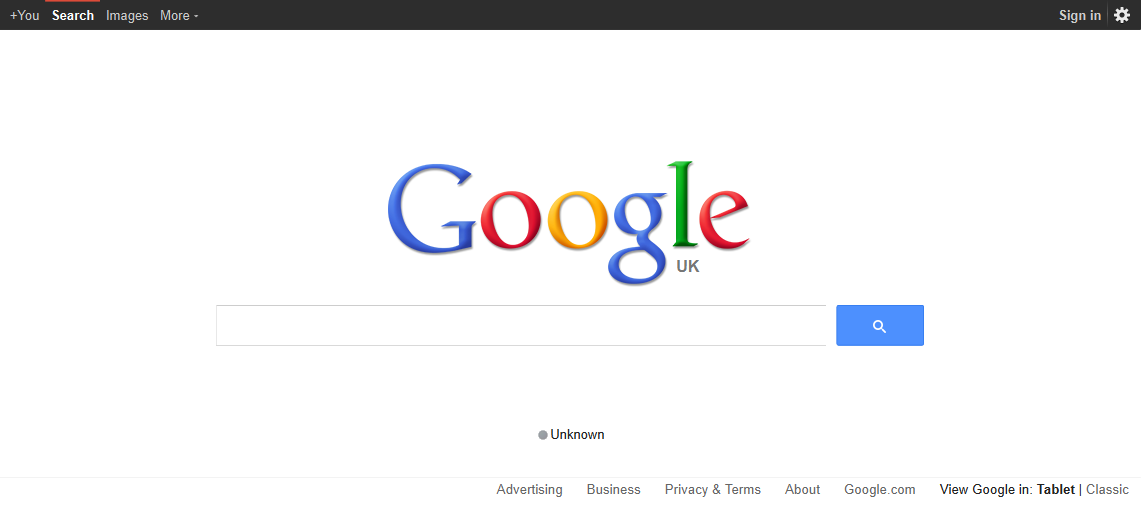 +You Search Images More Sign in
Google
UK
Unknown
Advertising Business Privacy & Terms About Google.com View Google in: Tablet | Classic